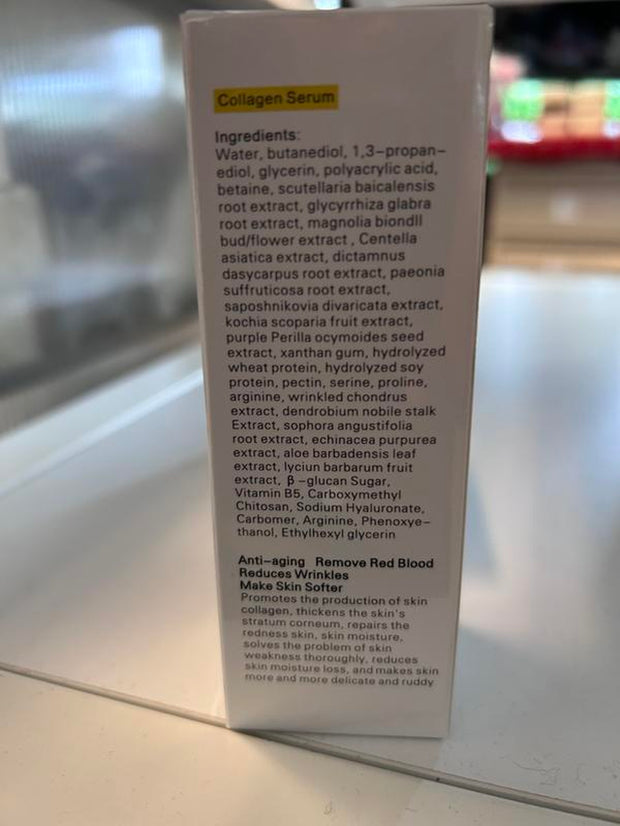 Collagen Serum
Ingredients:
Water, butanediol, 1,3-propan-
ediol, glycerin, polyacrylic acid,
betaine, scutellaria baicalensis
root extract, glycyrrhiza glabra
root extract, magnolia biondll
bud/flower extract , Centella
asiatica extract, dictamnus
dasycarpus root extract, paeonia
suffruticosa root extract,
saposhnikovia divaricata extract,
kochia scoparia fruit extract,
purple Perilla ocymoides seed
extract, xanthan gum, hydrolyzed
wheat protein, hydrolyzed soy
protein, pectin, serine, proline,
arginine, wrinkled chondrus
extract, dendrobium nobile stalk
Extract, sophora angustifolia
root extract, echinacea purpurea
extract, aloe barbadensis leaf
extract, lyciun barbarum fruit
extract, β -glucan Sugar,
Vitamin B5, Carboxymethyl
Chitosan, Sodium Hyaluronate,
Carbomer, Arginine, Phenoxye-
thanol, Ethylhexyl glycerin
Anti-aging Remove Red Blood
Reduces Wrinkles
Make Skin Softer
Promotes the production of skin
collagen, thickens the skin's
stratum corneum, repairs the
redness skin, skin moisture,
solves the problem of skin
weakness thoroughly, reduces
skin moisture loss, and makes skin
more and more delicate and ruddy